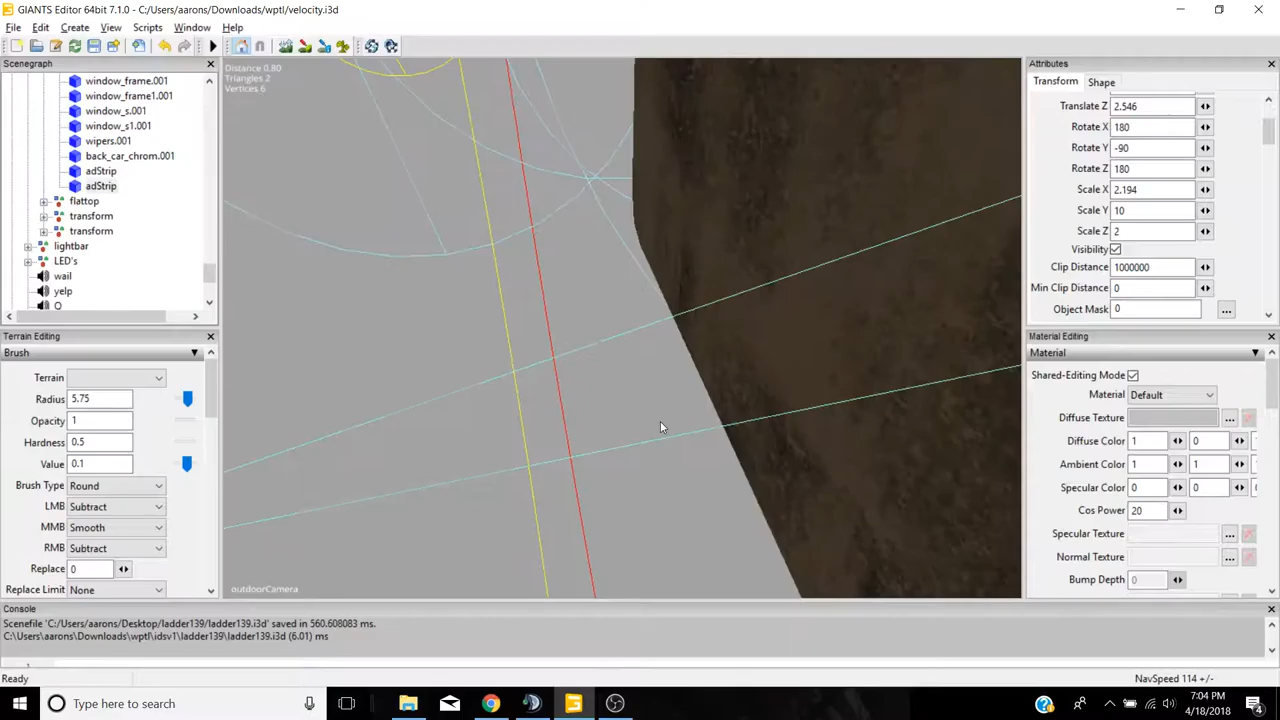 GIANTS Editor 64bit 7.1.0 - C:/Users/aarons/Downloads/wptl/velocity.i3d
File Edit Create View Scripts Window Help
Scenegraph
window_frame.001
window_frame1.001
window_s.001
window_s1.001
wipers.001
back_car_chrom.001
adStrip
adStrip
flattop
transform
transform
lightbar
LED's
wail
yelp
Terrain Editing
Brush
Terrain
Radius 5.75
Opacity 1
Hardness 0.5
Value 0.1
Brush Type Round
LMB Subtract
MMB Smooth
RMB Subtract
Replace 0
Replace Limit None
Distance 0.80
Triangles 2
Vertices 6
outdoorCamera
Attributes
Transform Shape
Translate Z 2.546
Rotate X 180
Rotate Y -90
Rotate Z 180
Scale X 2.194
Scale Y 10
Scale Z 2
Visibility
Clip Distance 1000000
Min Clip Distance 0
Object Mask 0 ...
Material Editing
Material
Shared-Editing Mode
Material Default
Diffuse Texture ...
Diffuse Color 1 0
Ambient Color 1 1
Specular Color 0 0
Cos Power 20
Specular Texture ...
Normal Texture ...
Bump Depth 0
Console
Scenefile 'C:/Users/aarons/Desktop/ladder139/ladder139.i3d' saved in 560.608083 ms.
C:\Users\aarons\Downloads\wptl\idsv1\ladder139\ladder139.i3d (6.01) ms
Ready
NavSpeed 114 +/-
Type here to search
7:04 PM
4/18/2018